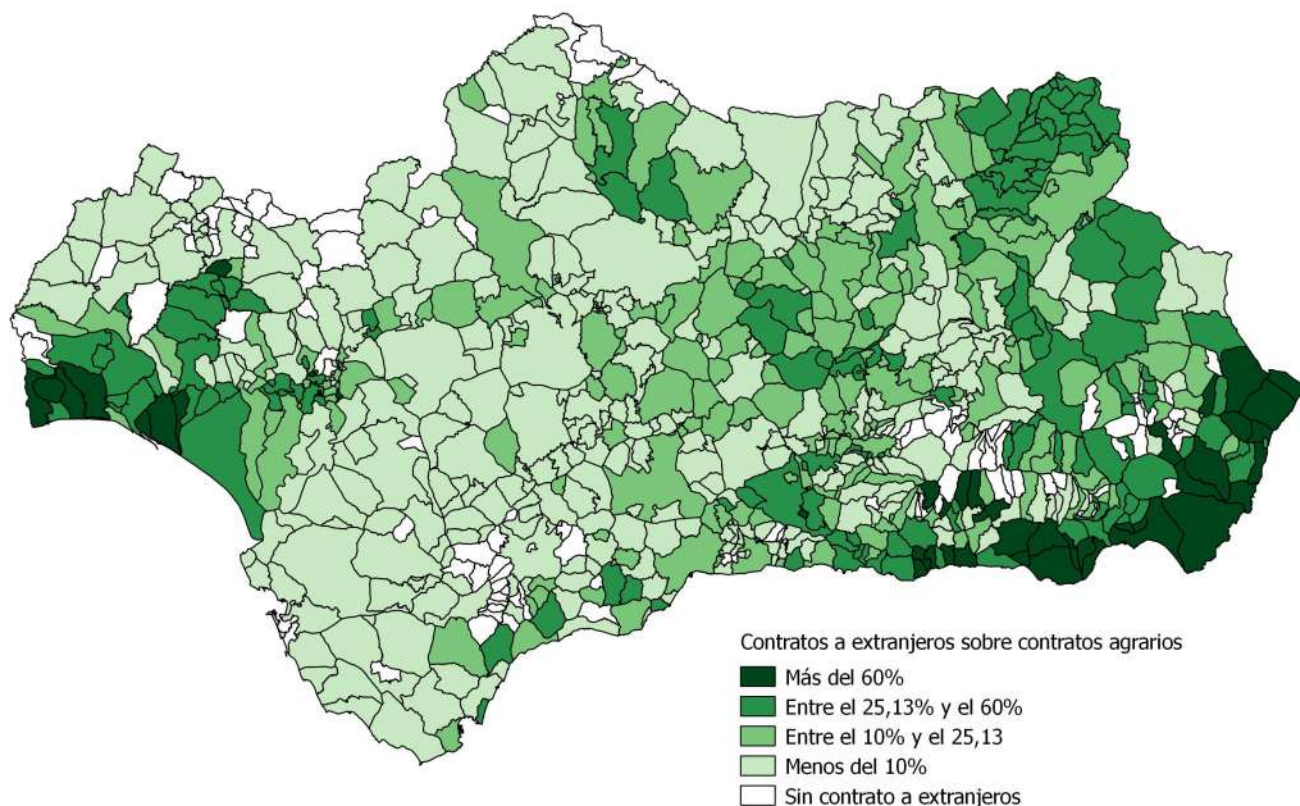 Contratos a extranjeros sobre contratos agrarios
Más del 60%
Entre el 25,13% y el 60%
Entre el 10% y el 25,13
Menos del 10%
Sin contrato a extranjeros